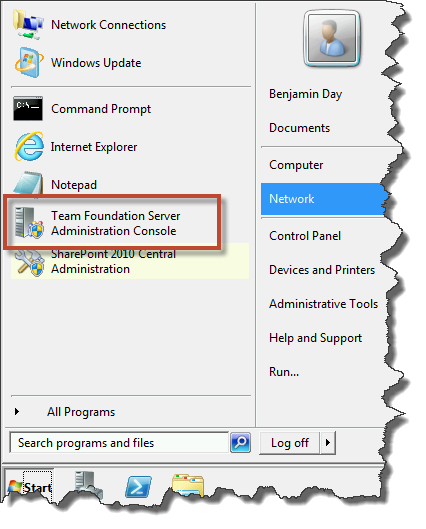 Network Connections
Windows Update
Command Prompt
Internet Explorer
Notepad
Team Foundation Server
Administration Console
SharePoint 2010 Central
Administration
All Programs
Search programs and files
Benjamin Day
Documents
Computer
Network
Control Panel
Devices and Printers
Administrative Tools
Help and Support
Run...
Log off
Start